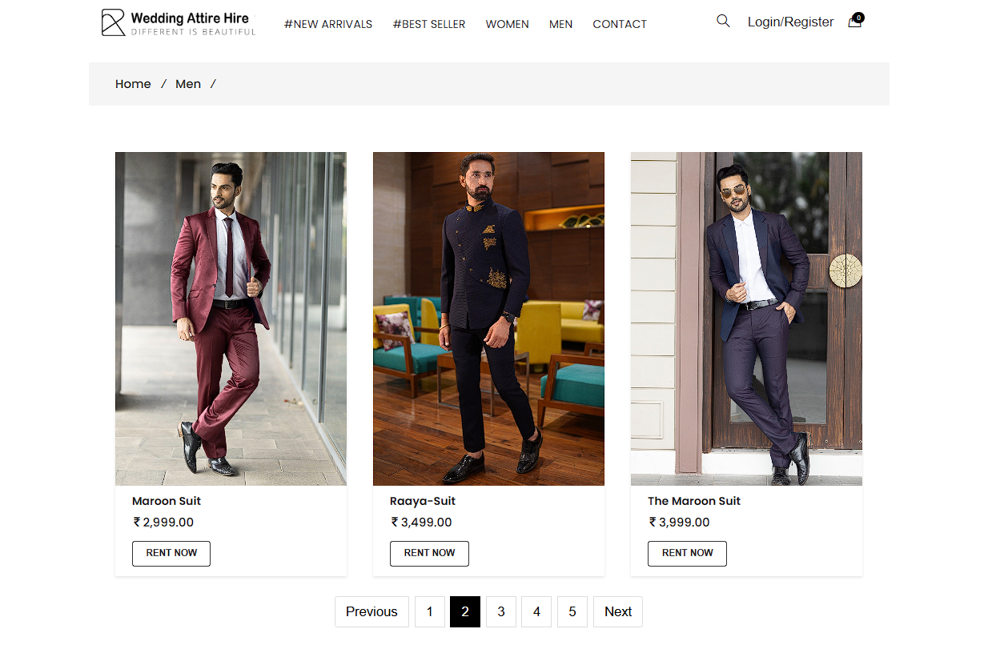 Wedding Attire Hire
DIFFERENT IS BEAUTIFUL
#NEW ARRIVALS #BEST SELLER WOMEN MEN CONTACT
Login/Register 0
Home / Men /
Maroon Suit
₹ 2,999.00
RENT NOW
Raaya-Suit
₹ 3,499.00
RENT NOW
The Maroon Suit
₹ 3,999.00
RENT NOW
Previous 1 2 3 4 5 Next